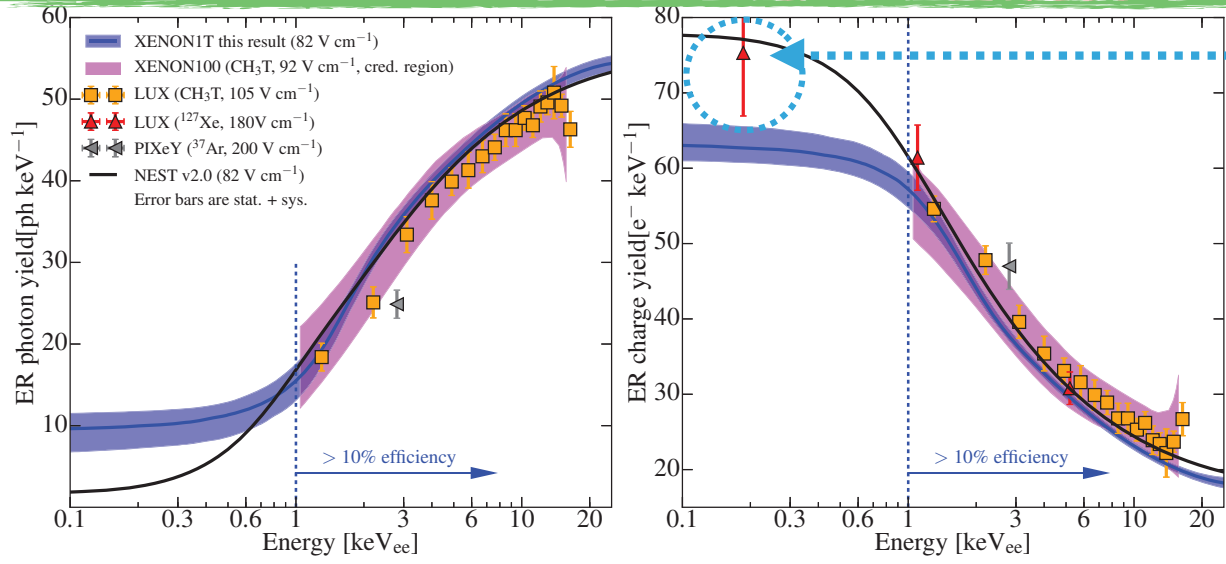 60
50
40
30
20
10
0.1
0.3
0.6
1
3
6
10
20
Energy [keVee]
ER photon yield[ph keV−1]
XENON1T this result (82 V cm−1)
XENON100 (CH3T, 92 V cm−1, cred. region)
LUX (CH3T, 105 V cm−1)
LUX (127Xe, 180V cm−1)
PIXeY (37Ar, 200 V cm−1)
NEST v2.0 (82 V cm−1)
Error bars are stat. + sys.
> 10% efficiency
80
70
60
50
40
30
20
0.1
0.3
0.6
1
3
6
10
20
Energy [keVee]
ER charge yield[e− keV−1]
> 10% efficiency